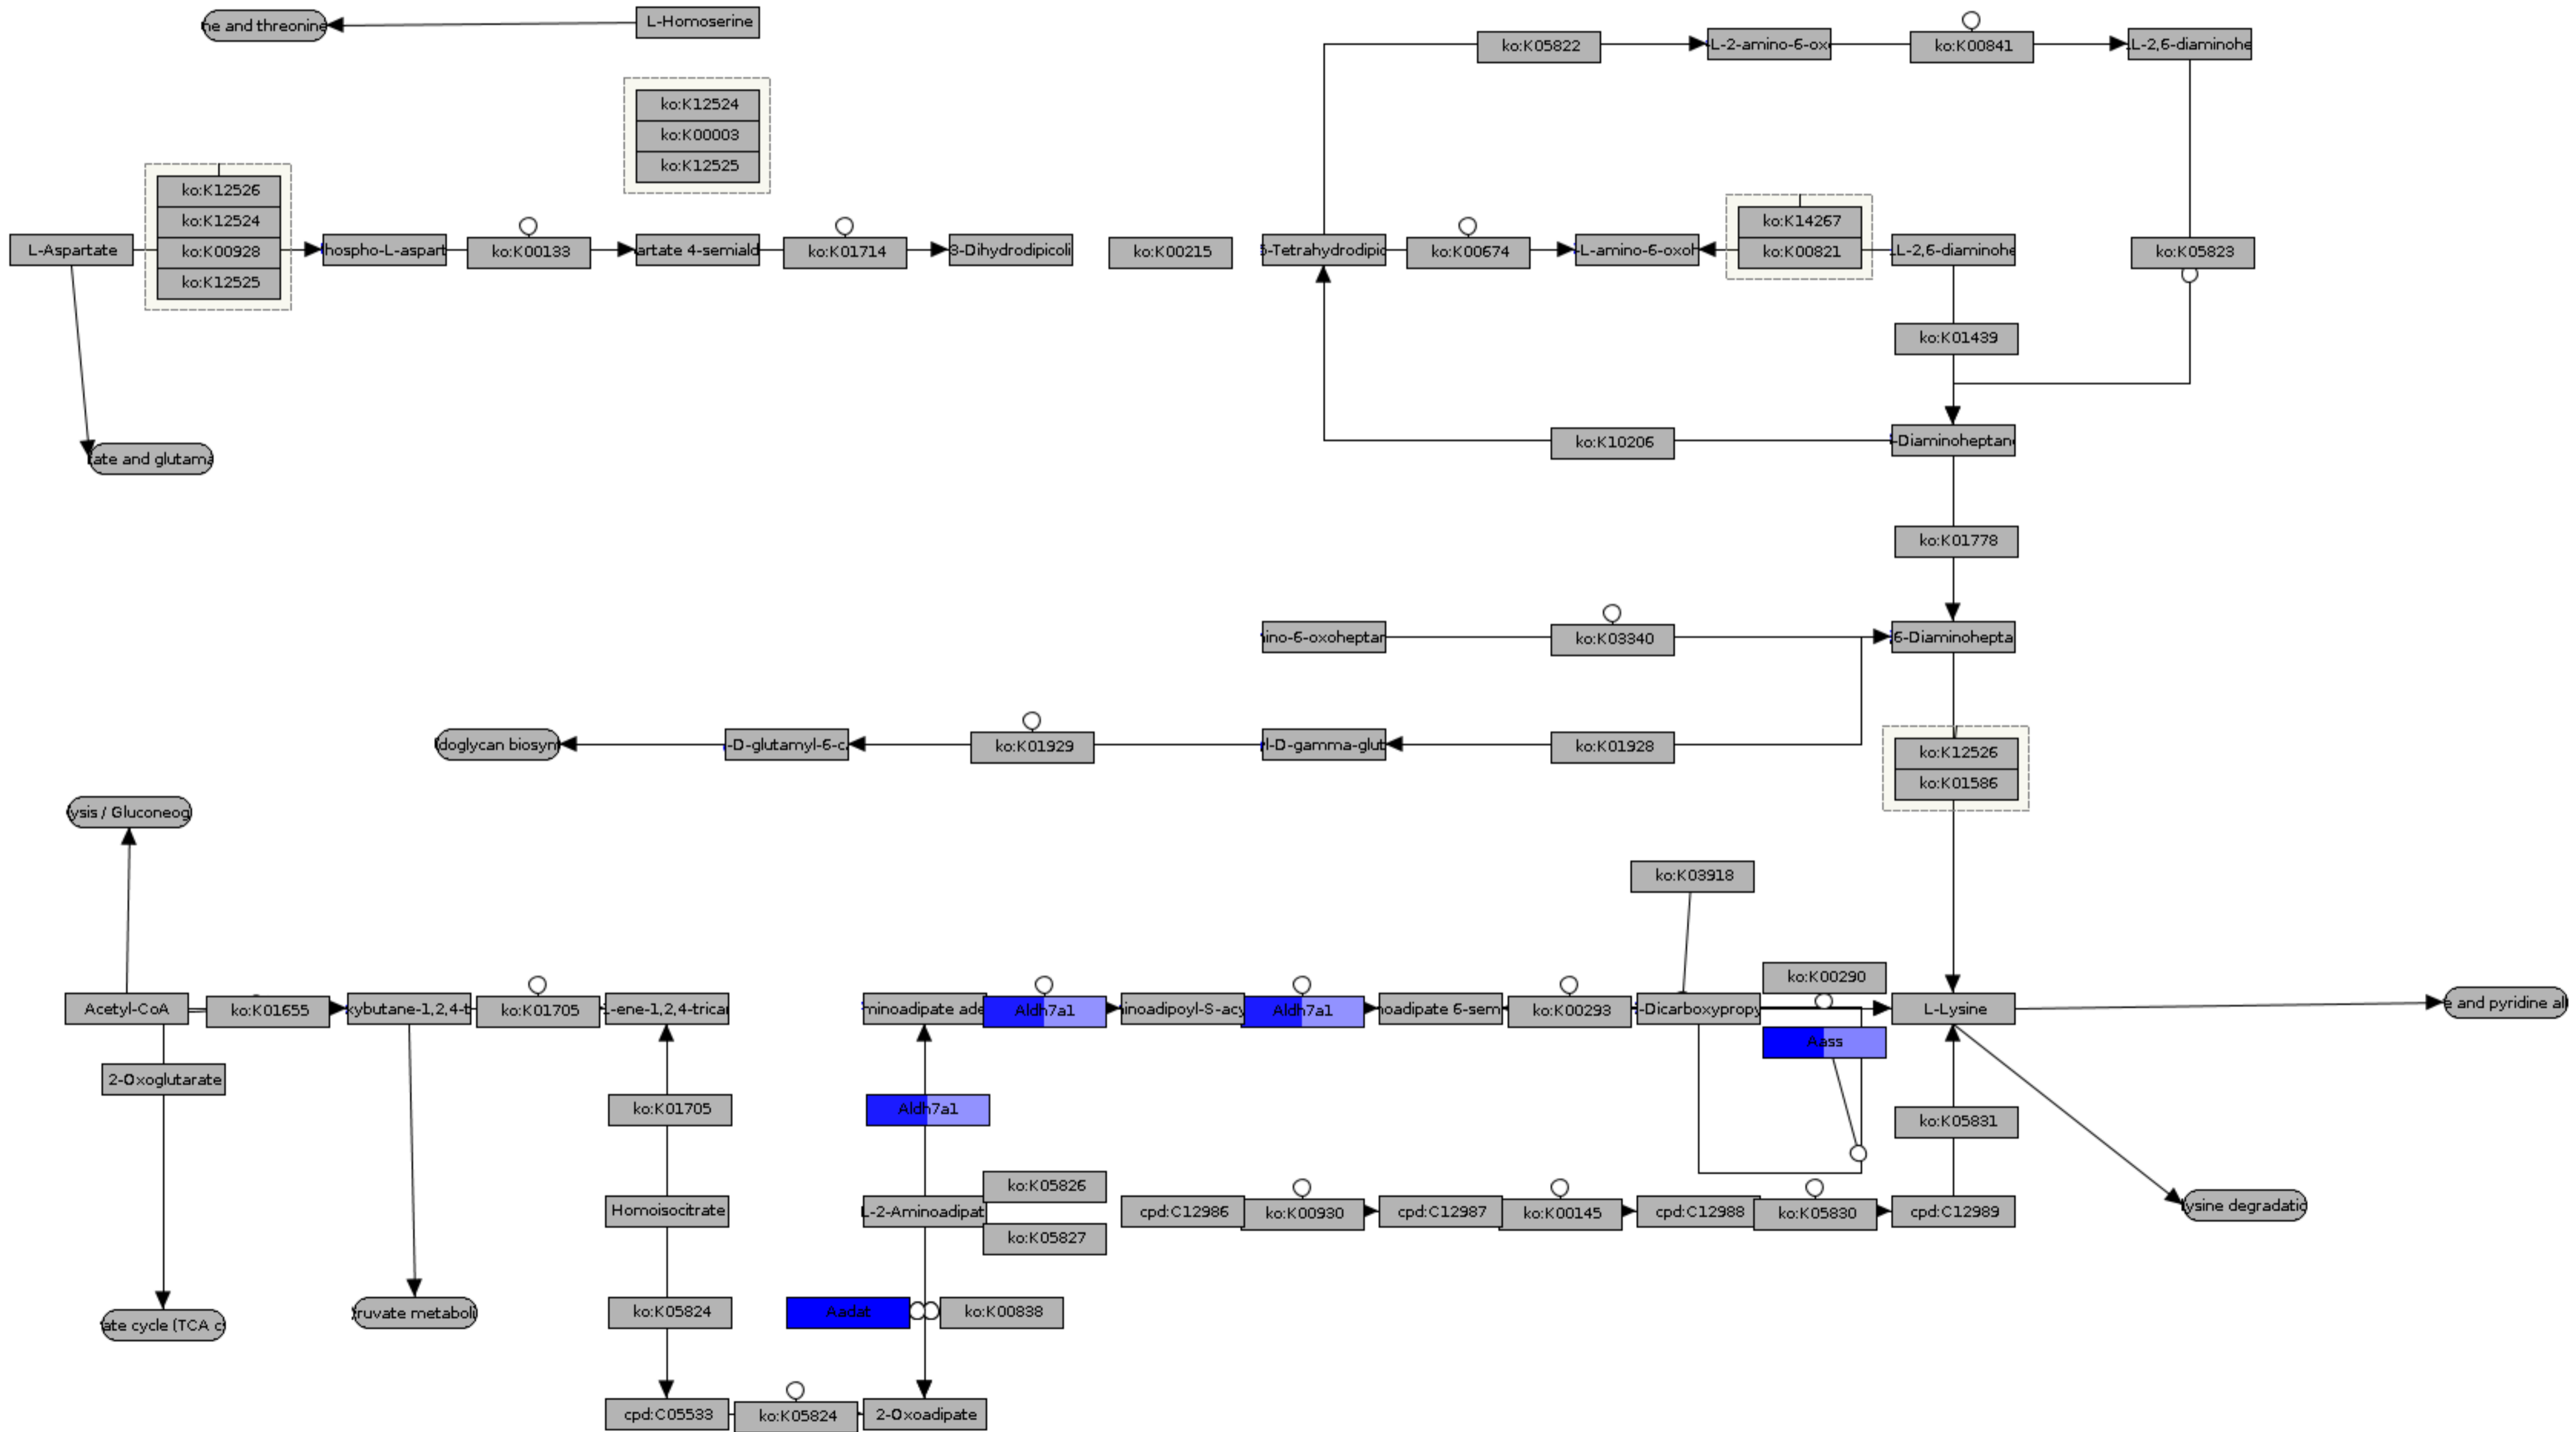 ne and threonine
L-Homoserine
ko:K05822
-L-2-amino-6-ox
ko:K00841
L-2,6-diaminohe
ko:K12524
ko:K00003
ko:K12525
ko:K12526
ko:K12524
ko:K00928
ko:K12525
L-Aspartate
hospho-L-aspart
ko:K00133
artate 4-semiald
ko:K01714
3-Dihydrodipicoli
ko:K00215
5-Tetrahydrodipic
ko:K00674
-L-amino-6-oxoh
ko:K14267
ko:K00821
L-2,6-diaminohe
ko:K05823
ko:K01439
ate and glutama
ko:K10206
-Diaminoheptan
ko:K01778
ino-6-oxoheptar
ko:K03340
6-Diaminohepta
doglycan biosyn
-D-glutamyl-6-c
ko:K01929
l-D-gamma-glut
ko:K01928
ko:K12526
ko:K01586
ysis / Gluconeog
ko:K03918
ko:K00290
Acetyl-CoA
ko:K01655
xybutane-1,2,4-t
ko:K01705
-ene-1,2,4-tricar
minoadipate ade
Aldh7a1
inoadipoyl-S-acy
Aldh7a1
noadipate 6-sem
ko:K00293
-Dicarboxypropy
L-Lysine
e and pyridine al
Aass
2-Oxoglutarate
ko:K01705
Aldh7a1
ko:K05831
ko:K05826
Homoisocitrate
L-2-Aminoadipat
cpd:C12986
ko:K00930
cpd:C12987
ko:K00145
cpd:C12988
ko:K05830
cpd:C12989
ysine degradatio
ko:K05827
ate cycle (TCA c
ruvate metaboli
ko:K05824
Aadat
ko:K00838
cpd:C05533
ko:K05824
2-Oxoadipate